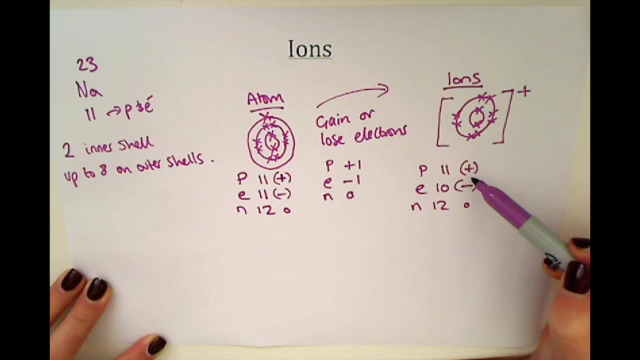 Ions
23
Na
11 → p & é
2 inner shell
up to 8 on outer shells.
Atom
P 11 (+)
e 11 (-)
n 12 0
Gain or
lose electrons
P +1
e -1
n 0
Ions
[ ]+
P 11 (+)
e 10 (-)
n 12 0